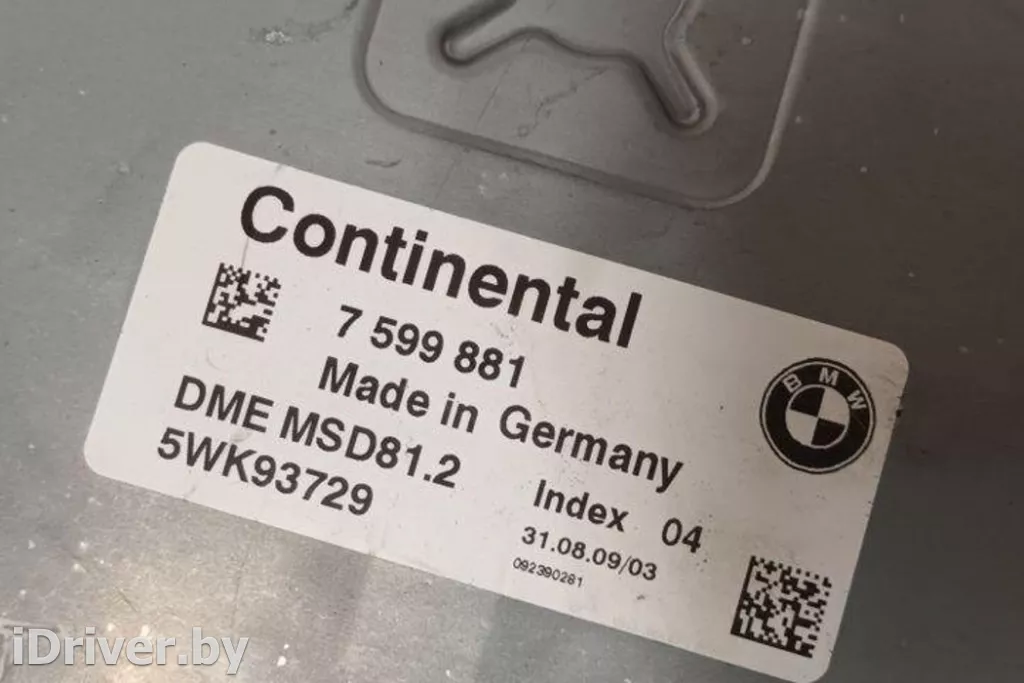 Continental
7 599 881
Made in Germany
BMW
DME MSD81.2
5WK93729
Index 04
31.08.09/03
092390281
iDriver.by